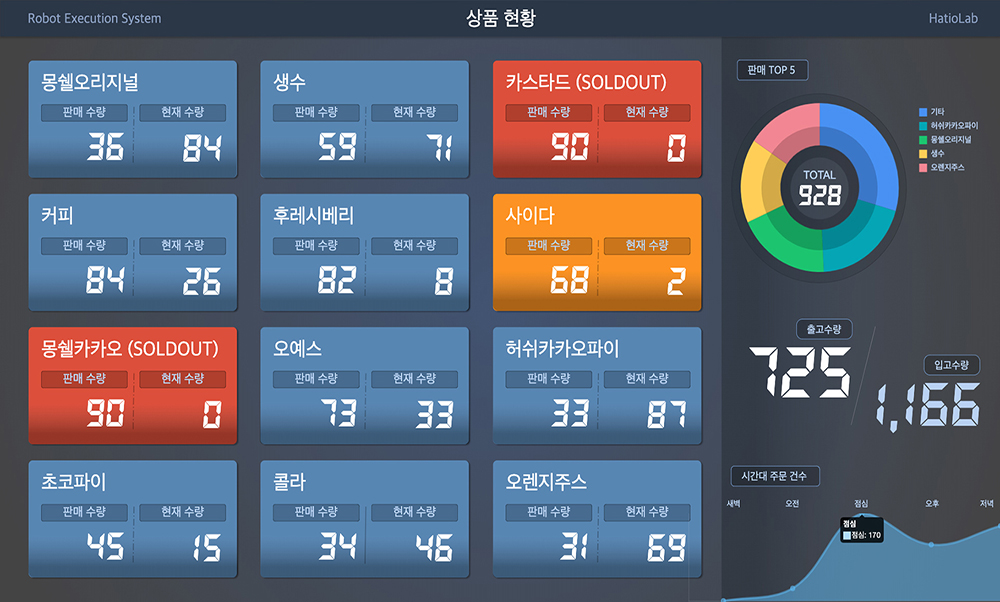 Robot Execution System
상품 현황
HatioLab
몽쉘오리지널
판매 수량 현재 수량
36 84
생수
판매 수량 현재 수량
59 71
카스타드 (SOLDOUT)
판매 수량 현재 수량
90 0
커피
판매 수량 현재 수량
84 26
후레시베리
판매 수량 현재 수량
82 8
사이다
판매 수량 현재 수량
68 2
몽쉘카카오 (SOLDOUT)
판매 수량 현재 수량
90 0
오예스
판매 수량 현재 수량
73 33
허쉬카카오파이
판매 수량 현재 수량
33 87
초코파이
판매 수량 현재 수량
45 15
콜라
판매 수량 현재 수량
34 46
오렌지주스
판매 수량 현재 수량
31 69
판매 TOP 5
TOTAL
928
기타
허쉬카카오파이
몽쉘오리지널
생수
오렌지주스
출고수량
725
입고수량
1,166
시간대 주문 건수
새벽 오전 점심 오후 저녁
점심
점심: 170